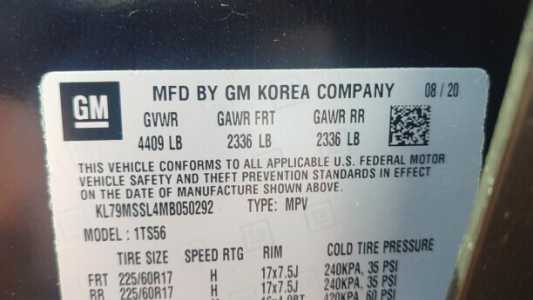 GM MFD BY GM KOREA COMPANY 08/20
GVWR GAWR FRT GAWR RR
4409 LB 2336 LB 2336 LB
THIS VEHICLE CONFORMS TO ALL APPLICABLE U.S. FEDERAL MOTOR
VEHICLE SAFETY AND THEFT PREVENTION STANDARDS IN EFFECT
ON THE DATE OF MANUFACTURE SHOWN ABOVE.
KL79MSSL4MB050292 TYPE: MPV
MODEL: 1TS56
TIRE SIZE SPEED RTG RIM COLD TIRE PRESSURE
FRT 225/60R17 H 17x7.5J 240KPA, 35 PSI
RR 225/60R17 H 17x7.5J 240KPA, 35 PSI